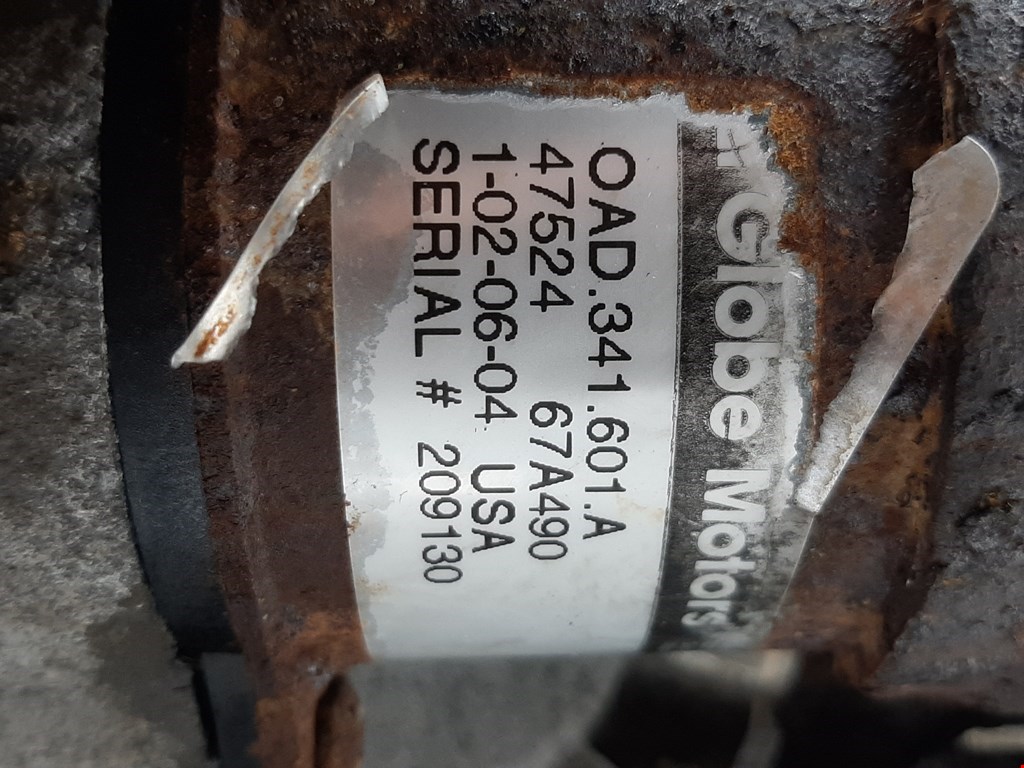 Globe Motors
OAD.341.601.A
47524 67A490
1-02-06-04 USA
SERIAL # 209130